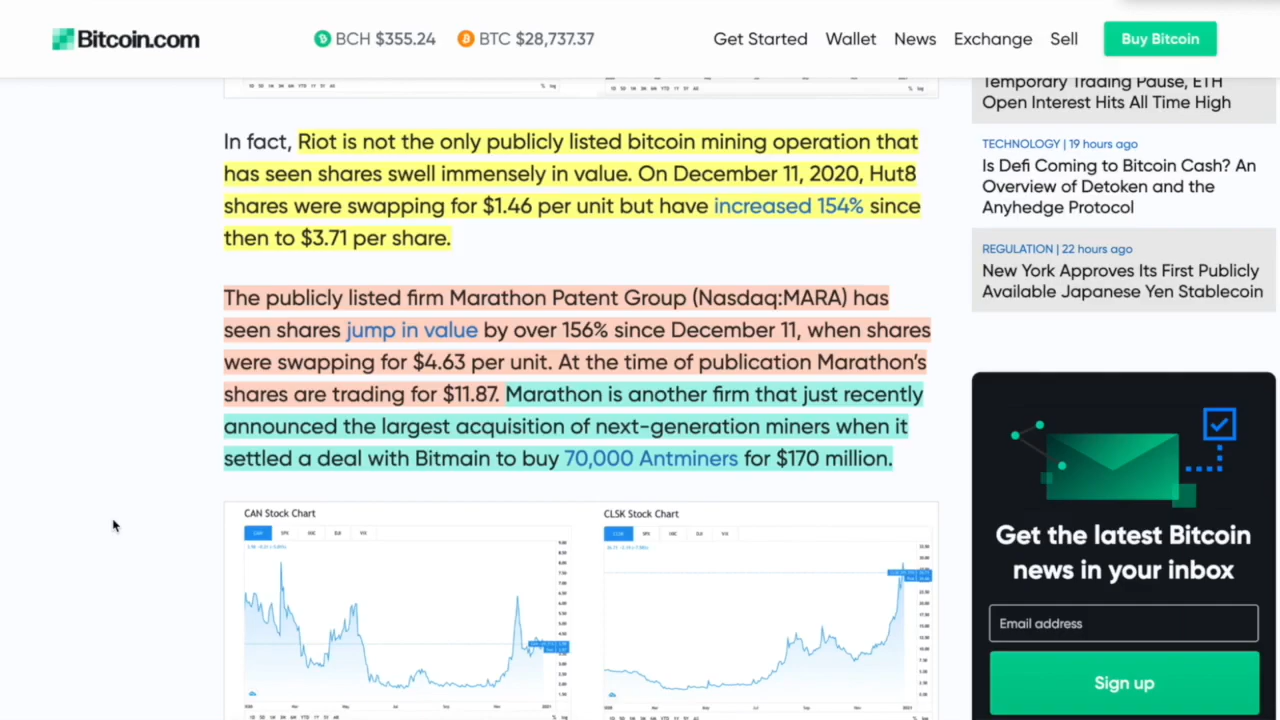 Bitcoin.com
BCH $355.24
BTC $28,737.37
Get Started
Wallet
News
Exchange
Sell
Buy Bitcoin
In fact, Riot is not the only publicly listed bitcoin mining operation that
has seen shares swell immensely in value. On December 11, 2020, Hut8
shares were swapping for $1.46 per unit but have increased 154% since
then to $3.71 per share.
The publicly listed firm Marathon Patent Group (Nasdaq:MARA) has
seen shares jump in value by over 156% since December 11, when shares
were swapping for $4.63 per unit. At the time of publication Marathon's
shares are trading for $11.87. Marathon is another firm that just recently
announced the largest acquisition of next-generation miners when it
settled a deal with Bitmain to buy 70,000 Antminers for $170 million.
CAN Stock Chart
CLSK Stock Chart
Temporary Trading Pause, ETH
Open Interest Hits All Time High
TECHNOLOGY | 19 hours ago
Is Defi Coming to Bitcoin Cash? An
Overview of Detoken and the
Anyhedge Protocol
REGULATION | 22 hours ago
New York Approves Its First Publicly
Available Japanese Yen Stablecoin
Get the latest Bitcoin
news in your inbox
Email address
Sign up